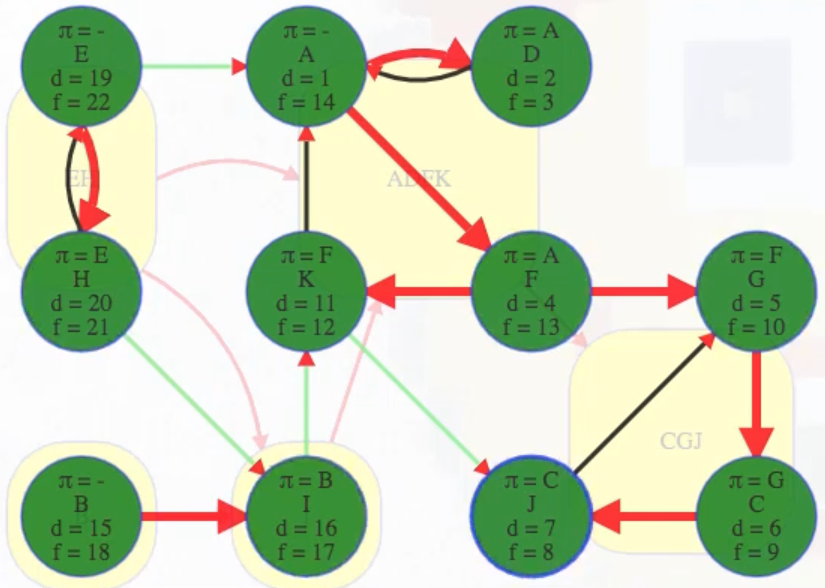 π = -
E
d = 19
f = 22
π = -
A
d = 1
f = 14
π = A
D
d = 2
f = 3
EH
ADFK
π = E
H
d = 20
f = 21
π = F
K
d = 11
f = 12
π = A
F
d = 4
f = 13
π = F
G
d = 5
f = 10
CGJ
π = -
B
d = 15
f = 18
π = B
I
d = 16
f = 17
π = C
J
d = 7
f = 8
π = G
C
d = 6
f = 9